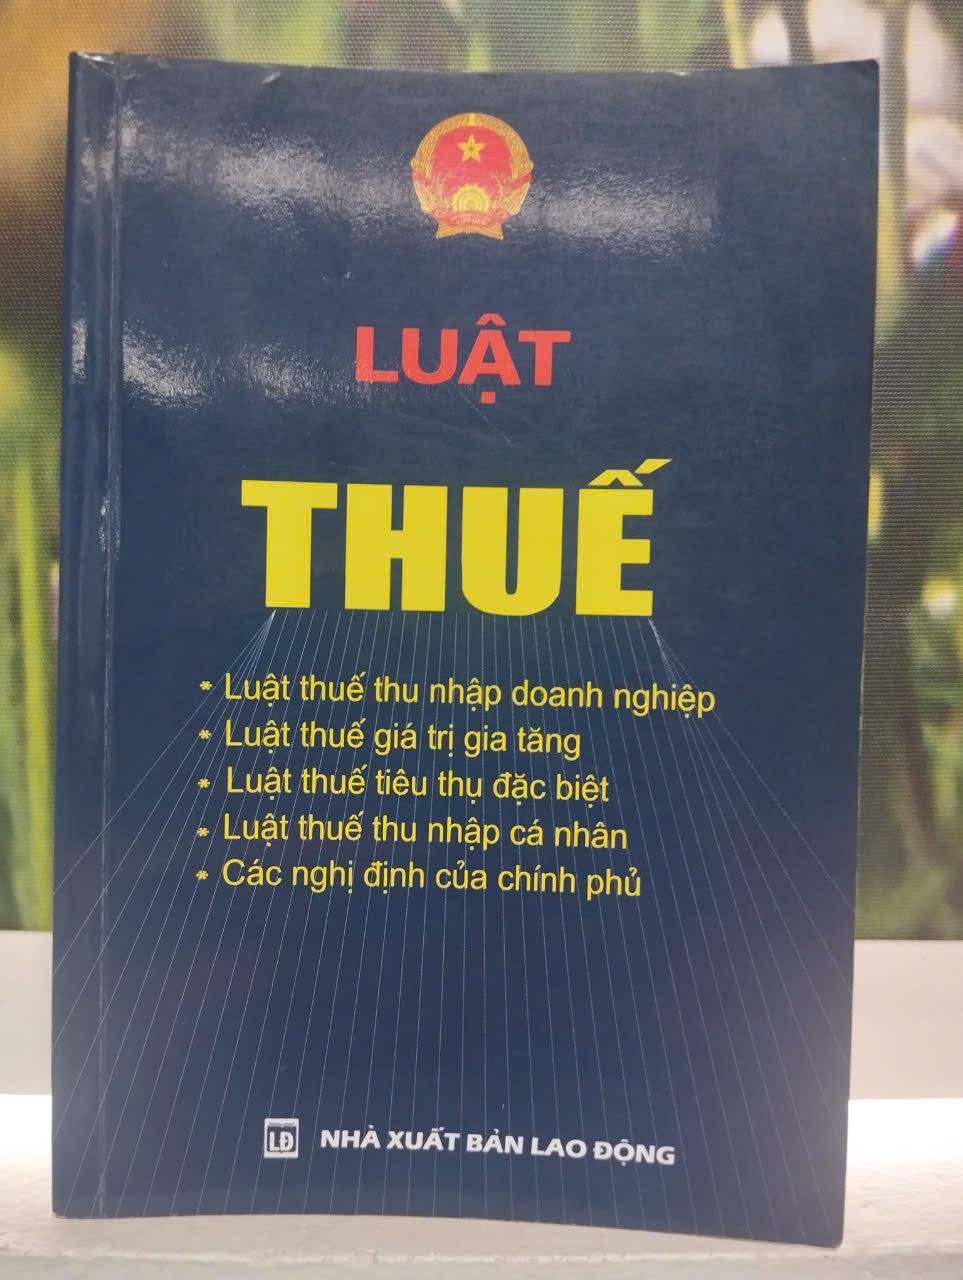 VIỆT NAM
LUẬT
THUẾ
* Luật thuế thu nhập doanh nghiệp
* Luật thuế giá trị gia tăng
* Luật thuế tiêu thụ đặc biệt
* Luật thuế thu nhập cá nhân
* Các nghị định của chính phủ
LĐ NHÀ XUẤT BẢN LAO ĐỘNG